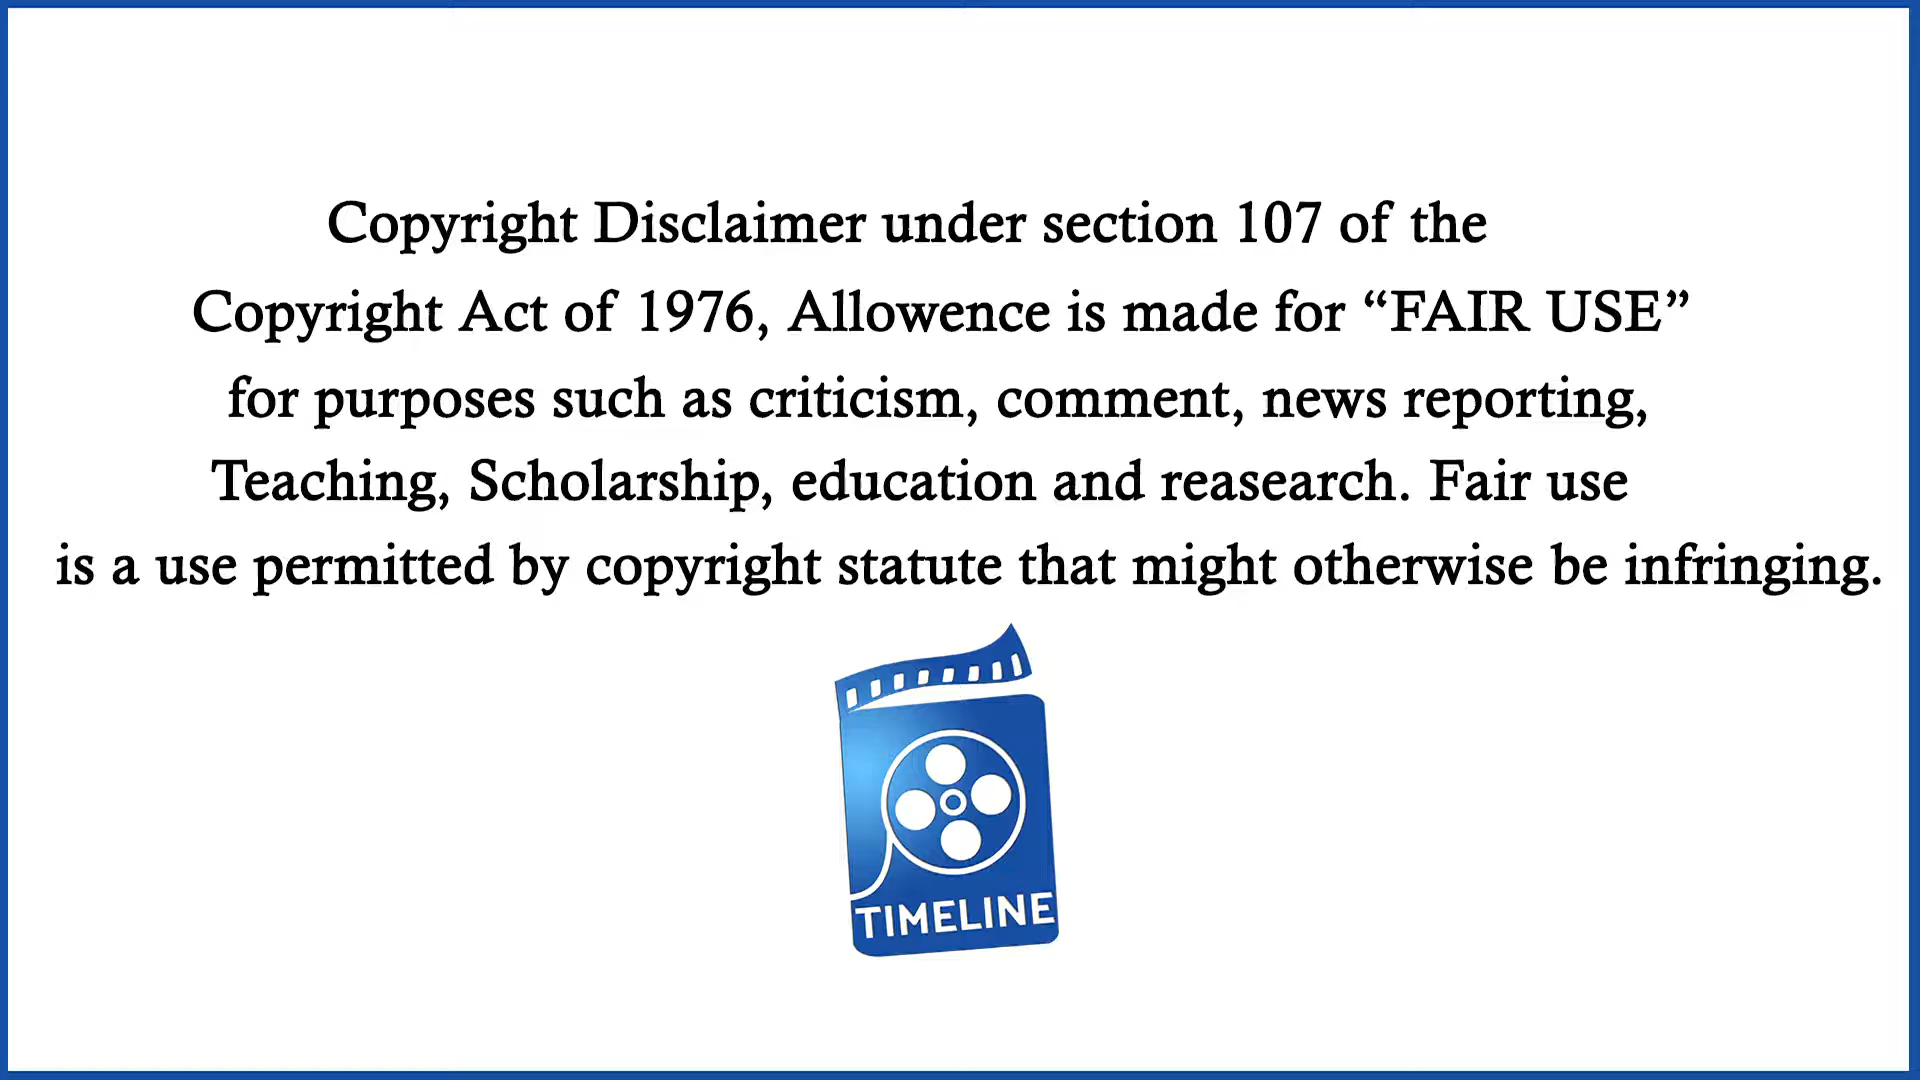 Copyright Disclaimer under section 107 of the
Copyright Act of 1976, Allowence is made for “FAIR USE”
for purposes such as criticism, comment, news reporting,
Teaching, Scholarship, education and reasearch. Fair use
is a use permitted by copyright statute that might otherwise be infringing.
TIMELINE